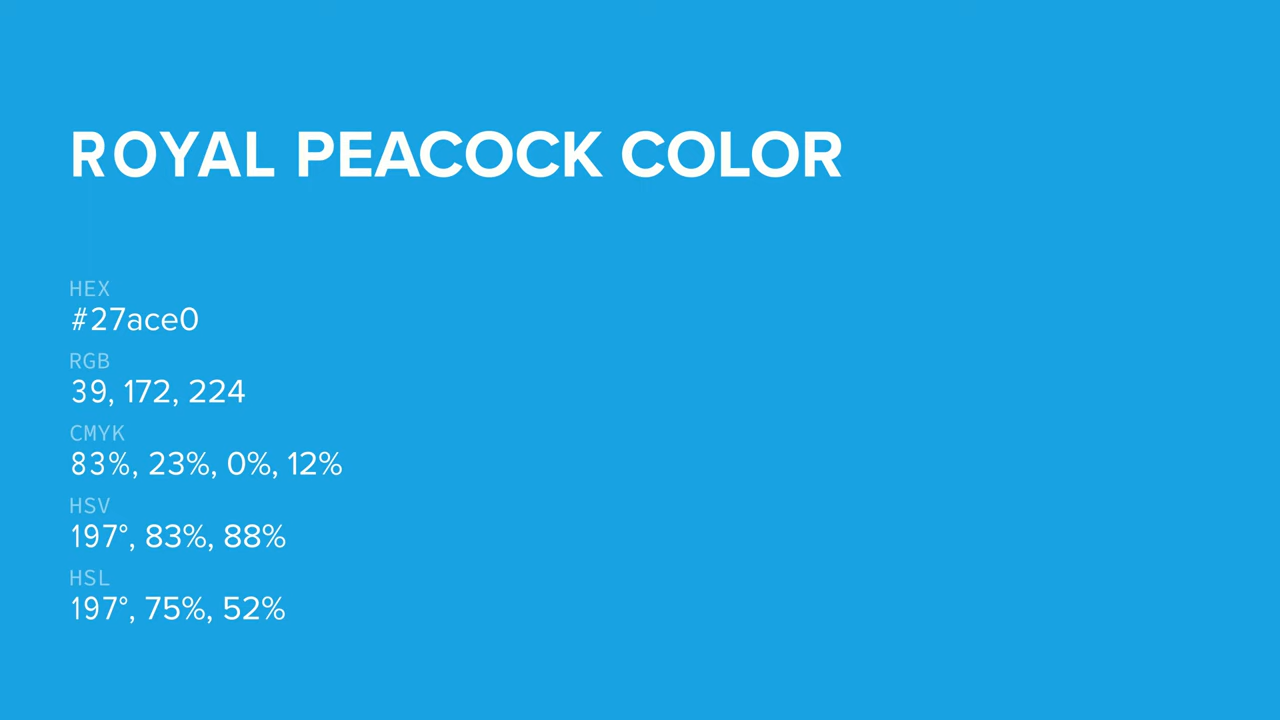 ROYAL PEACOCK COLOR
HEX
#27ace0
RGB
39, 172, 224
CMYK
83%, 23%, 0%, 12%
HSV
197°, 83%, 88%
HSL
197°, 75%, 52%